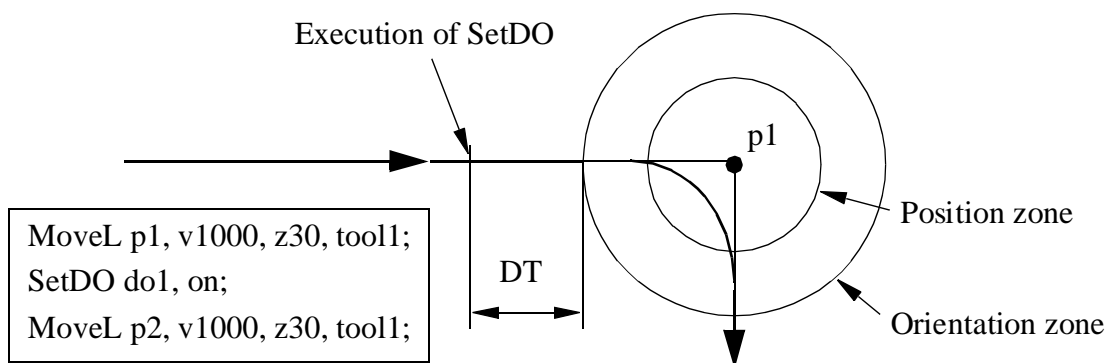 Execution of SetDO
p1
Position zone
MoveL p1, v1000, z30, tool1;
SetDO do1, on;
MoveL p2, v1000, z30, tool1;
DT
Orientation zone